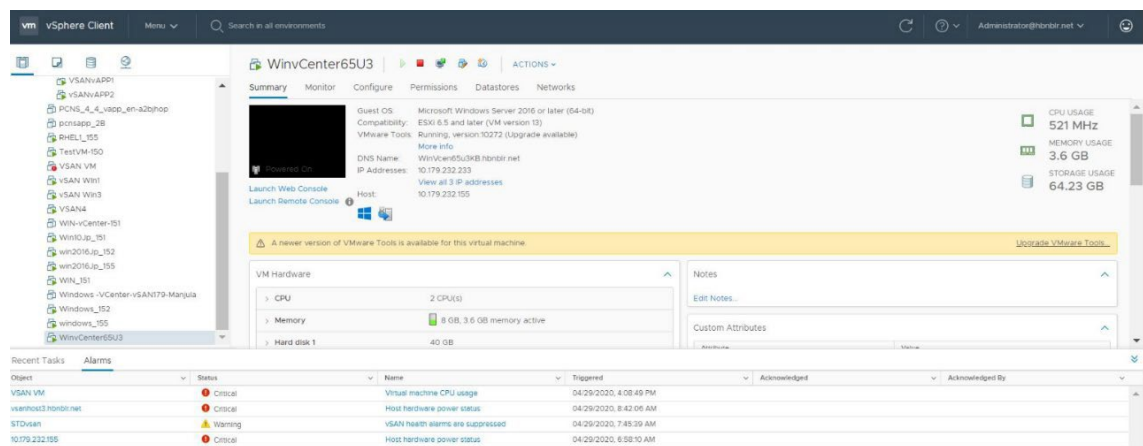 vm vSphere Client Menu Search in all environments Administrator@hbnblr.net
VSANvAPP1
vSANvAPP2
PCNS_4_4_vapp_en-a2bjhop
pcnsapp_2B
RHEL1_155
TestVM-150
VSAN VM
vSAN Win1
vSAN Win3
VSAN4
WIN-vCenter-151
Win10Jp_151
win2016Jp_152
win2016Jp_155
WIN_151
Windows -VCenter-vSAN179-Manjula
Windows_152
windows_155
WinvCenter65U3
WinvCenter65U3 ACTIONS
Summary Monitor Configure Permissions Datastores Networks
Powered On
Launch Web Console
Launch Remote Console
Guest OS: Microsoft Windows Server 2016 or later (64-bit)
Compatibility: ESXi 6.5 and later (VM version 13)
VMware Tools: Running, version:10272 (Upgrade available)
More info
DNS Name: WinVcen65u3KB.hbnblr.net
IP Addresses: 10.179.232.233
View all 3 IP addresses
Host: 10.179.232.155
CPU USAGE
521 MHz
MEMORY USAGE
3.6 GB
STORAGE USAGE
64.23 GB
A newer version of VMware Tools is available for this virtual machine. Upgrade VMware Tools...
VM Hardware
CPU 2 CPU(s)
Memory 8 GB, 3.6 GB memory active
Hard disk 1 40 GB
Notes
Edit Notes...
Custom Attributes
Attribute Value
Recent Tasks Alarms
Object Status Name Triggered Acknowledged Acknowledged By
VSAN VM Critical Virtual machine CPU usage 04/29/2020, 4:08:49 PM
vsanhost3.hbnblr.net Critical Host hardware power status 04/29/2020, 8:42:06 AM
STDvsan Warning vSAN health alarms are suppressed 04/29/2020, 7:45:39 AM
10.179.232.155 Critical Host hardware power status 04/29/2020, 6:58:10 AM